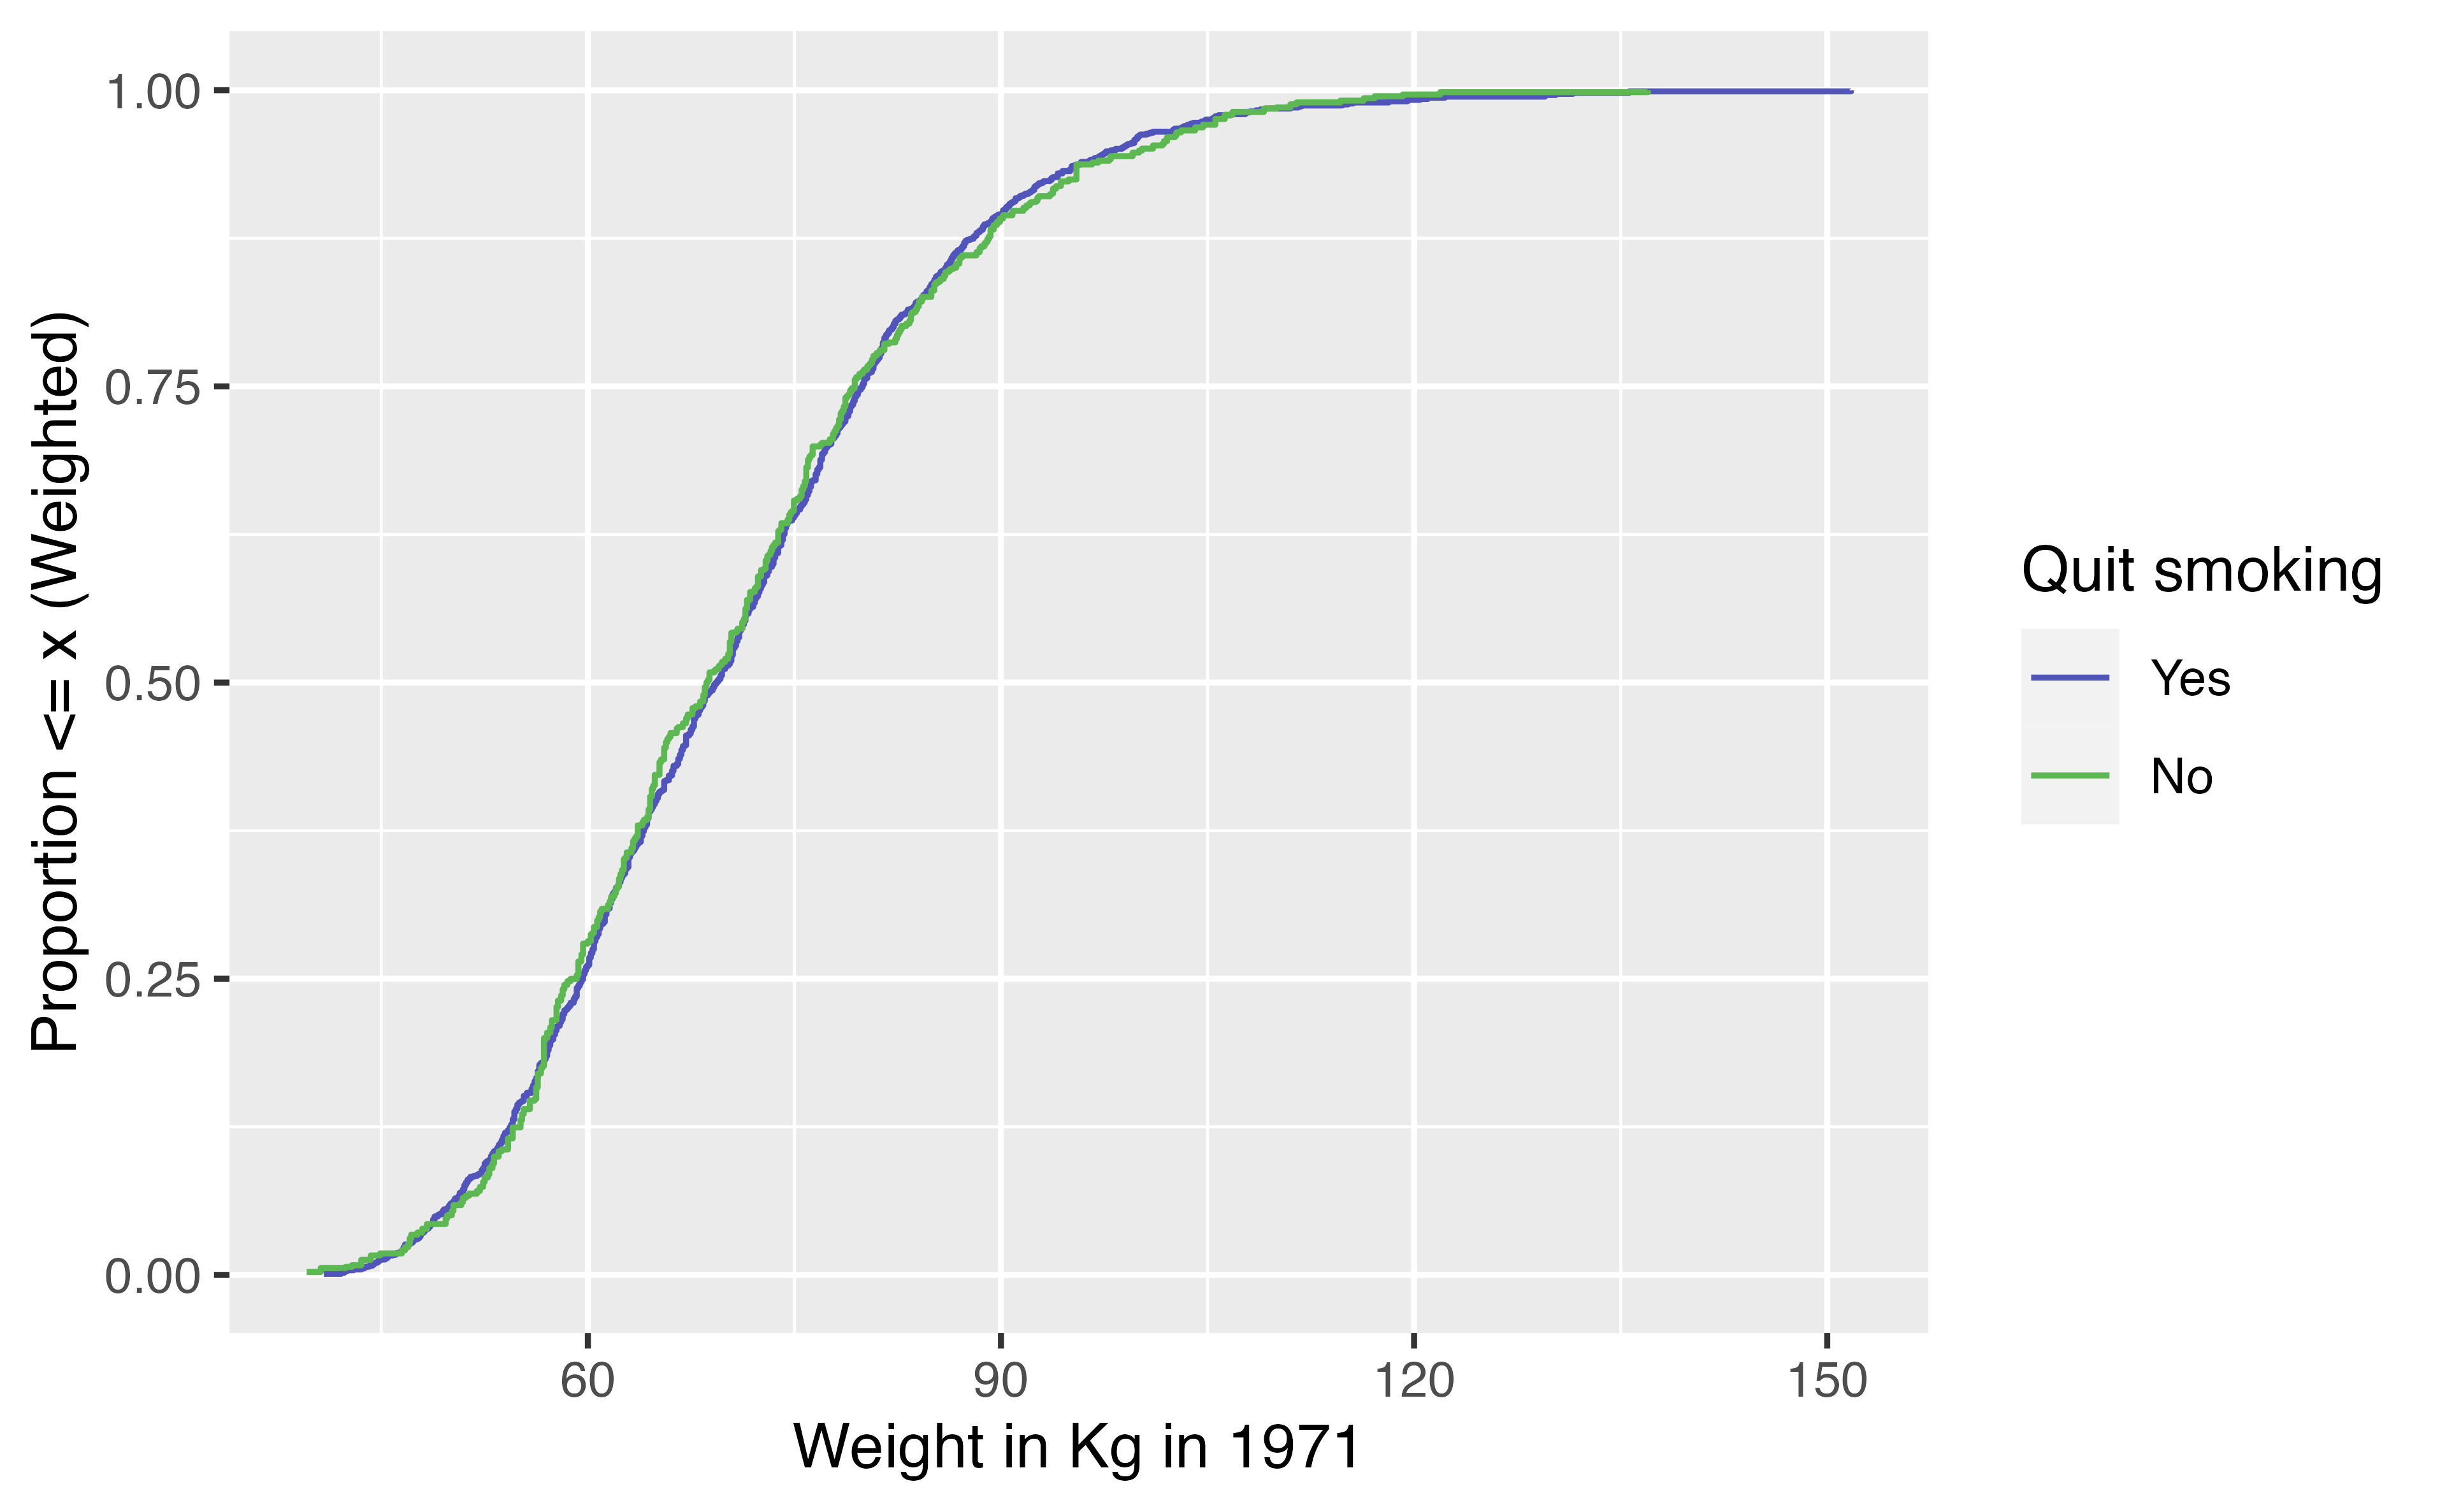 Proportion <= x (Weighted)
1.00
0.75
0.50
0.25
0.00
60 90 120 150
Weight in Kg in 1971
Quit smoking
Yes
No